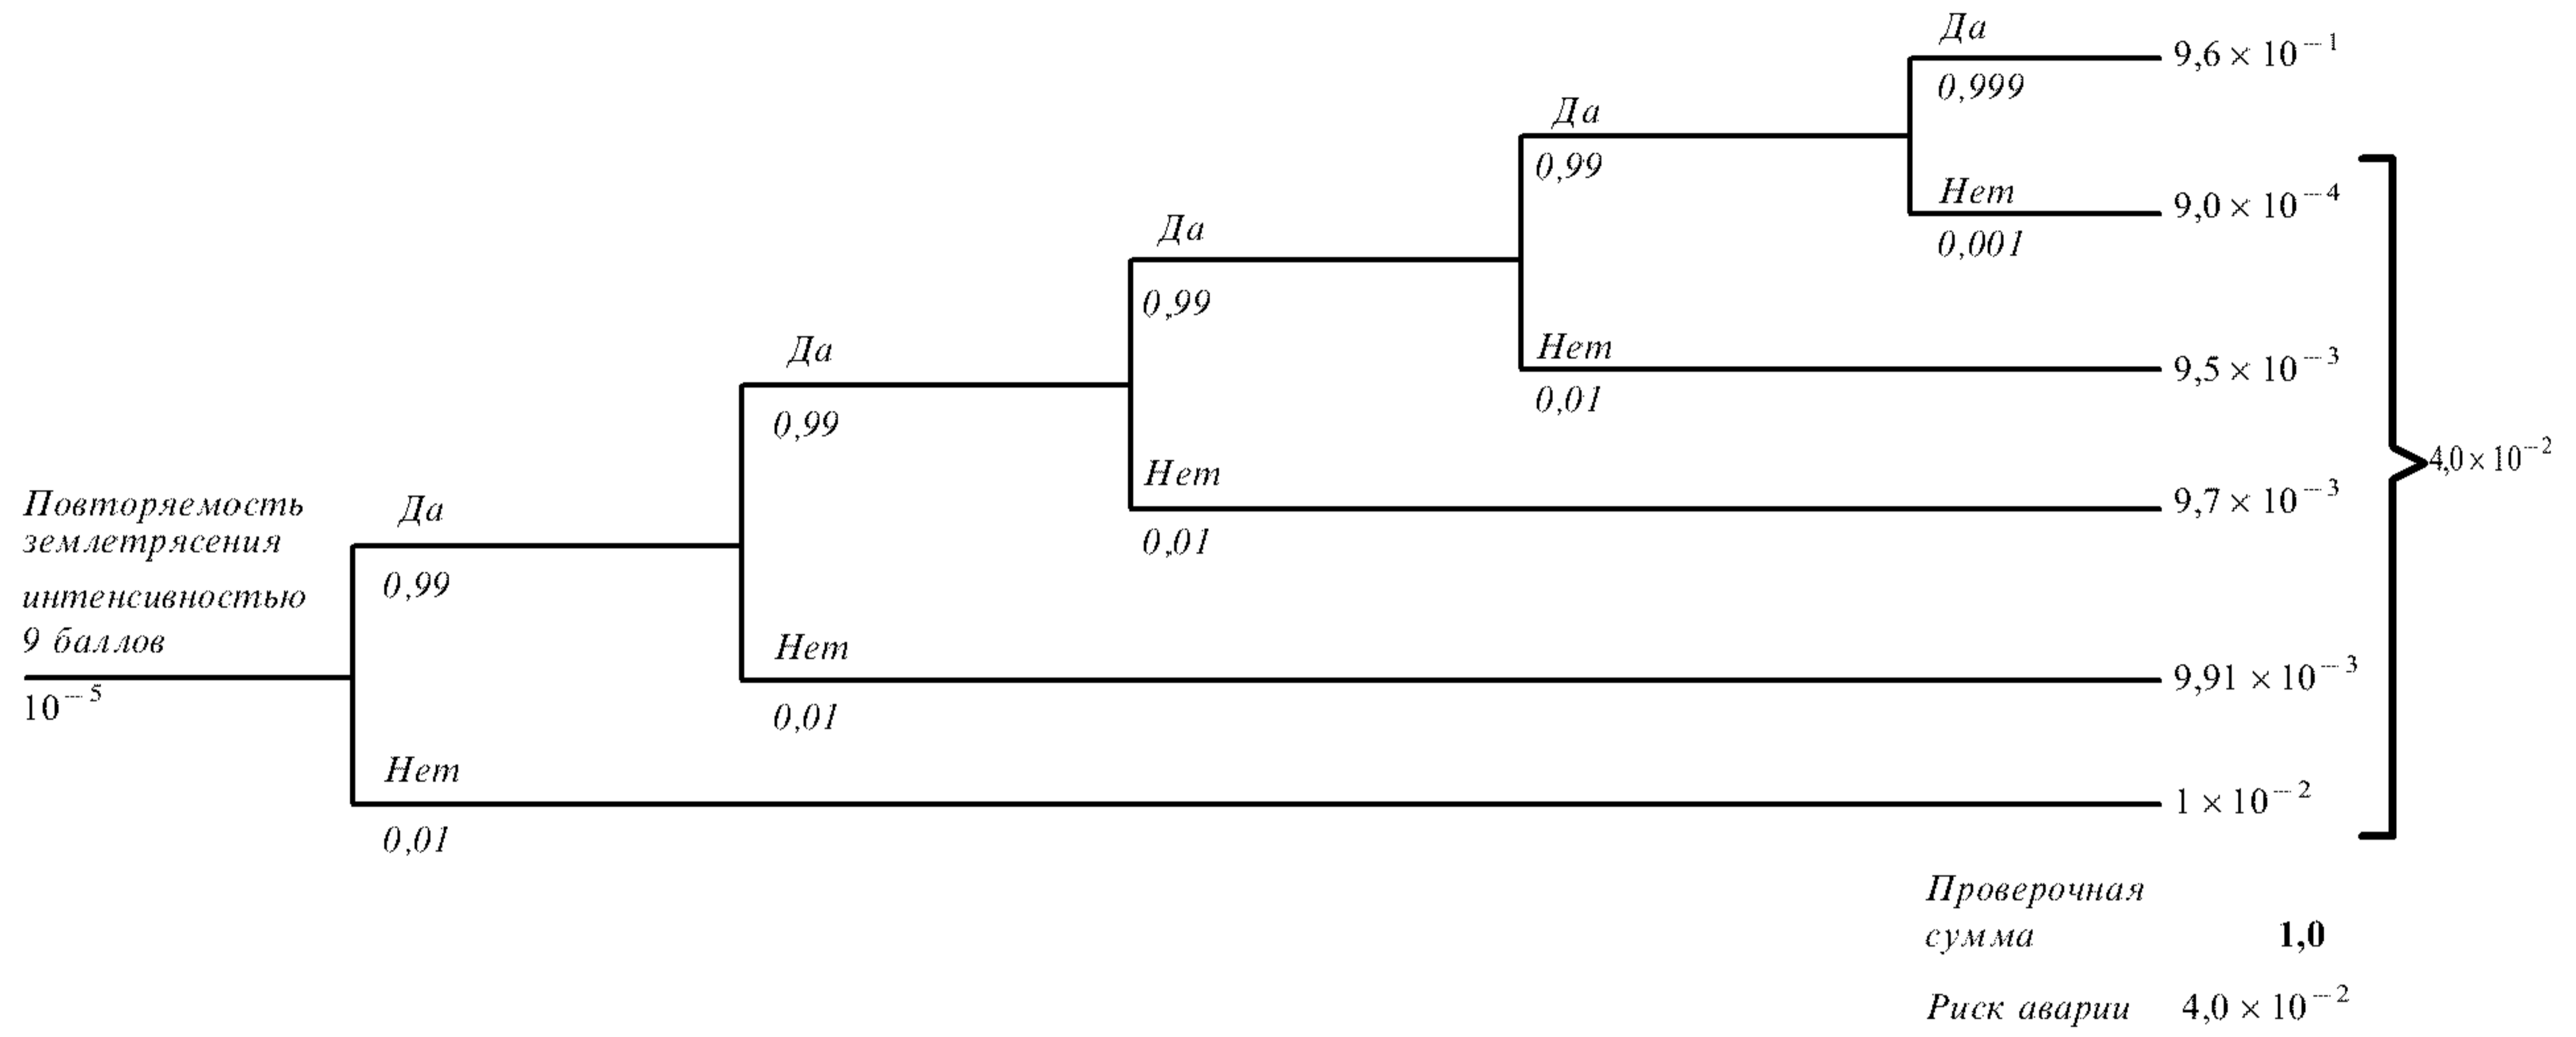 Да
9,6 × 10⁻¹
0,999
Да
0,99
Нет
9,0 × 10⁻⁴
0,001
Да
0,99
Нет
9,5 × 10⁻³
0,01
Да
0,99
Нет
9,7 × 10⁻³
0,01
4,0 × 10⁻²
Повторяемость
землетрясения
интенсивностью
9 баллов
10⁻⁵
Да
0,99
Нет
9,91 × 10⁻³
0,01
Нет
1 × 10⁻²
0,01
Проверочная
сумма 1,0
Риск аварии 4,0 × 10⁻²